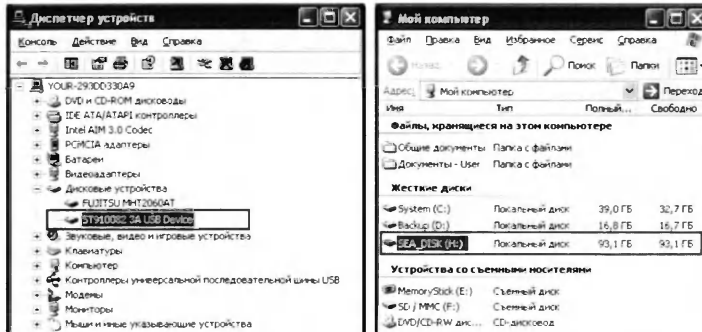 Диспетчер устройств
Консоль Действие Вид Справка
YOUR-293DD330A9
DVD и CD-ROM дисководы
IDE ATA/ATAPI контроллеры
Intel AIM 3.0 Codec
PCMCIA адаптеры
Батареи
Видеоадаптеры
Дисковые устройства
FUJITSU MHT2060AT
ST910082 3A USB Device
Звуковые, видео и игровые устройства
Клавиатуры
Компьютер
Контроллеры универсальной последовательной шины USB
Модемы
Мониторы
Мыши и иные указывающие устройства
Мой компьютер
Файл Правка Вид Избранное Сервис Справка
Назад Поиск Папки
Адрес: Мой компьютер Переход
Имя Тип Полный... Свободно
Файлы, хранящиеся на этом компьютере
Общие документы Папка с файлами
Документы - User Папка с файлами
Жесткие диски
System (C:) Локальный диск 39,0 ГБ 32,7 ГБ
Backup (D:) Локальный диск 16,8 ГБ 16,7 ГБ
SEA_DISK (H:) Локальный диск 93,1 ГБ 93,1 ГБ
Устройства со съемными носителями
MemoryStick (E:) Съемный диск
SD / MMC (F:) Съемный диск
DVD/CD-RW дис... CD-дисковод